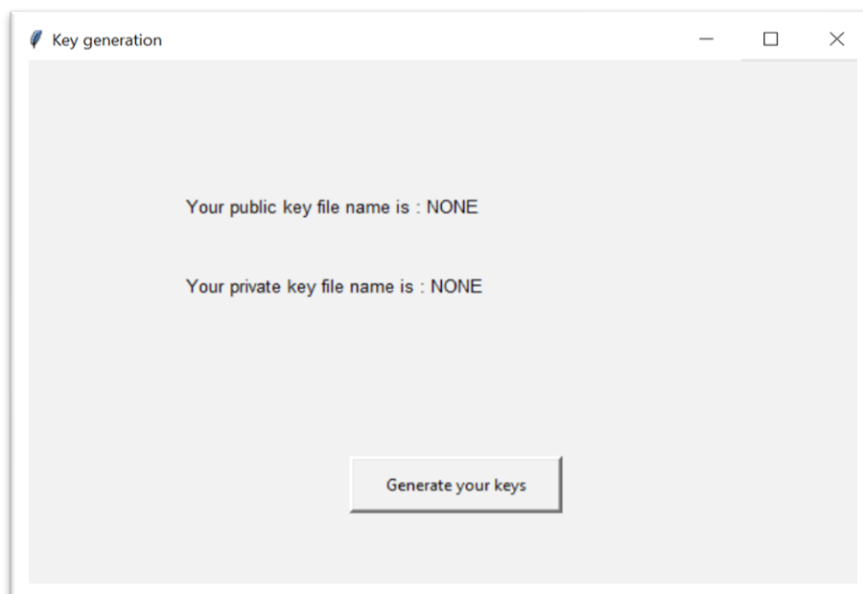 Key generation
Your public key file name is : NONE
Your private key file name is : NONE
Generate your keys